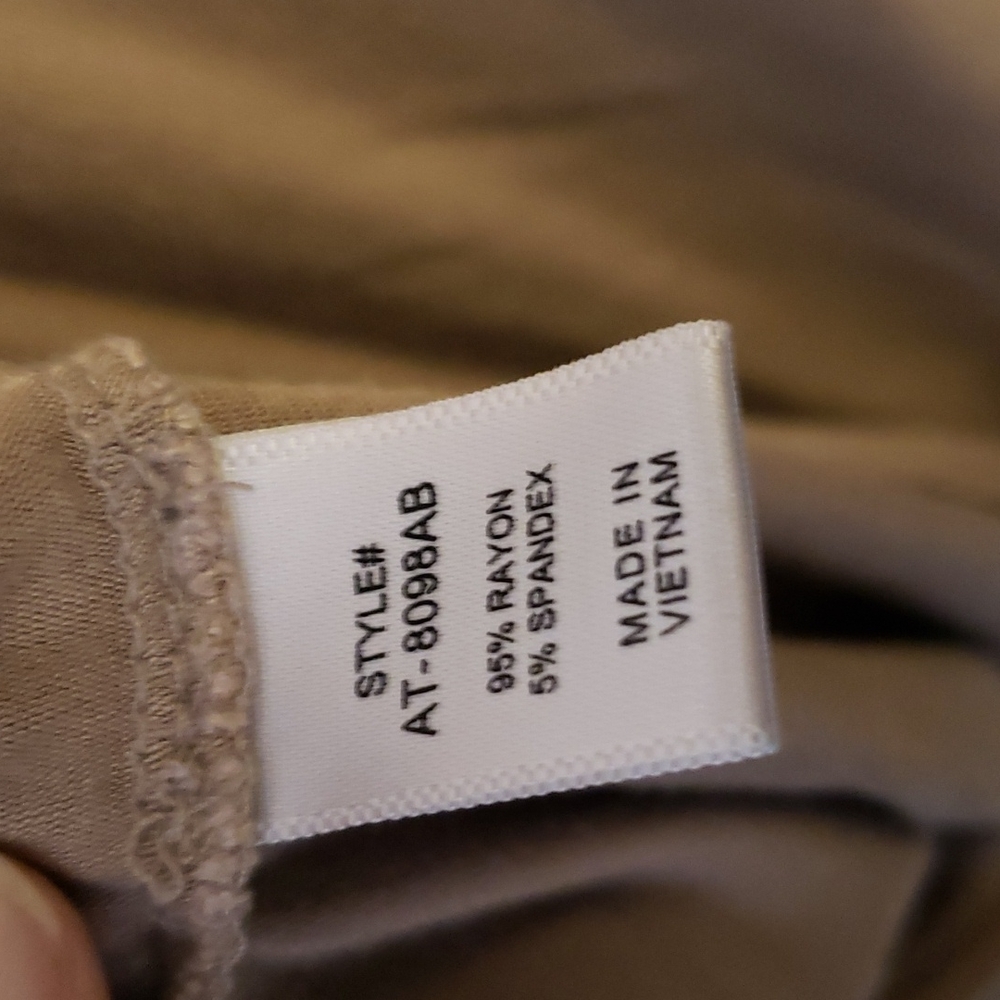 STYLE#
AT-8098AB
95% RAYON
5% SPANDEX
MADE IN
VIETNAM